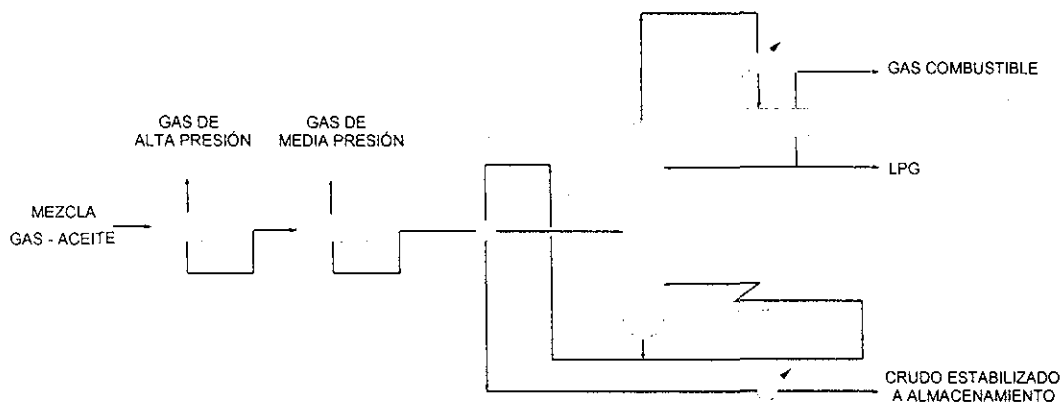 GAS COMBUSTIBLE
GAS DE
ALTA PRESIÓN
GAS DE
MEDIA PRESIÓN
LPG
MEZCLA
GAS - ACEITE
CRUDO ESTABILIZADO
A ALMACENAMIENTO